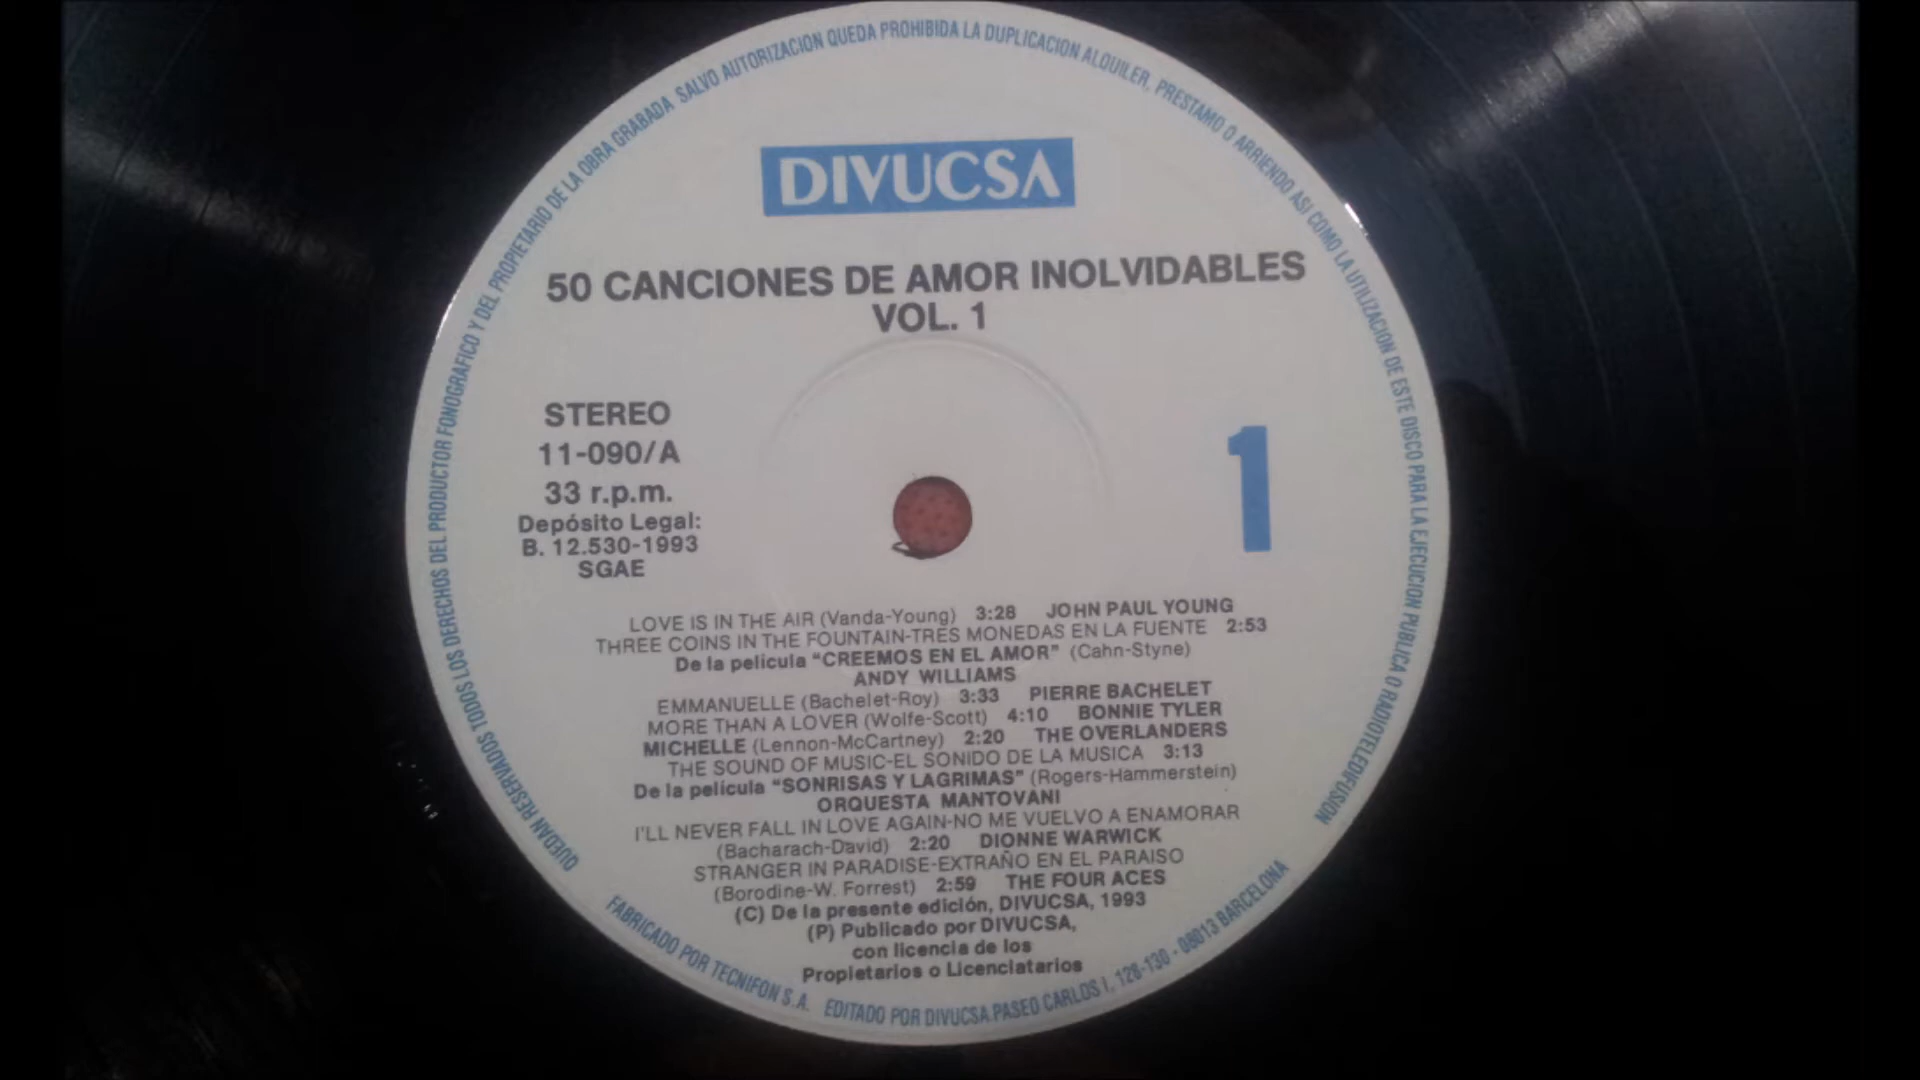 QUEDAN RESERVADOS TODOS LOS DERECHOS DEL PRODUCTOR FONOGRAFICO Y DEL PROPIETARIO DE LA OBRA GRABADA. SALVO AUTORIZACION QUEDA PROHIBIDA LA DUPLICACION ALQUILER, PRESTAMO O ARRIENDO ASI COMO LA UTILIZACION DE ESTE DISCO PARA LA EJECUCION PUBLICA O RADIOTELEDIFUSION
DIVUCSA
50 CANCIONES DE AMOR INOLVIDABLES
VOL. 1
STEREO
11-090/A
33 r.p.m.
Depósito Legal:
B. 12.530-1993
SGAE
1
LOVE IS IN THE AIR (Vanda-Young) 3:28 JOHN PAUL YOUNG
THREE COINS IN THE FOUNTAIN-TRES MONEDAS EN LA FUENTE 2:53
De la película "CREEMOS EN EL AMOR" (Cahn-Styne)
ANDY WILLIAMS
EMMANUELLE (Bachelet-Roy) 3:33 PIERRE BACHELET
MORE THAN A LOVER (Wolfe-Scott) 4:10 BONNIE TYLER
MICHELLE (Lennon-McCartney) 2:20 THE OVERLANDERS
THE SOUND OF MUSIC-EL SONIDO DE LA MUSICA 3:13
De la película "SONRISAS Y LAGRIMAS" (Rogers-Hammerstein)
ORQUESTA MANTOVANI
I'LL NEVER FALL IN LOVE AGAIN-NO ME VUELVO A ENAMORAR
(Bacharach-David) 2:20 DIONNE WARWICK
STRANGER IN PARADISE-EXTRAÑO EN EL PARAISO
(Borodine-W. Forrest) 2:59 THE FOUR ACES
(C) De la presente edición, DIVUCSA, 1993
(P) Publicado por DIVUCSA,
con licencia de los
Propietarios o Licenciatarios
FABRICADO POR TECNIFON S.A. EDITADO POR DIVUCSA. PASEO CARLOS I, 128-130 - 08013 BARCELONA